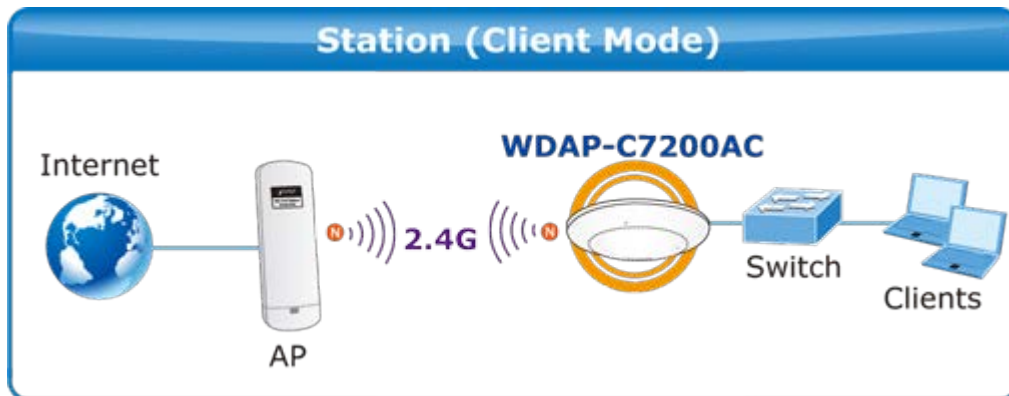 Station (Client Mode)
WDAP-C7200AC
Internet
N
2.4G
N
Switch
Clients
AP